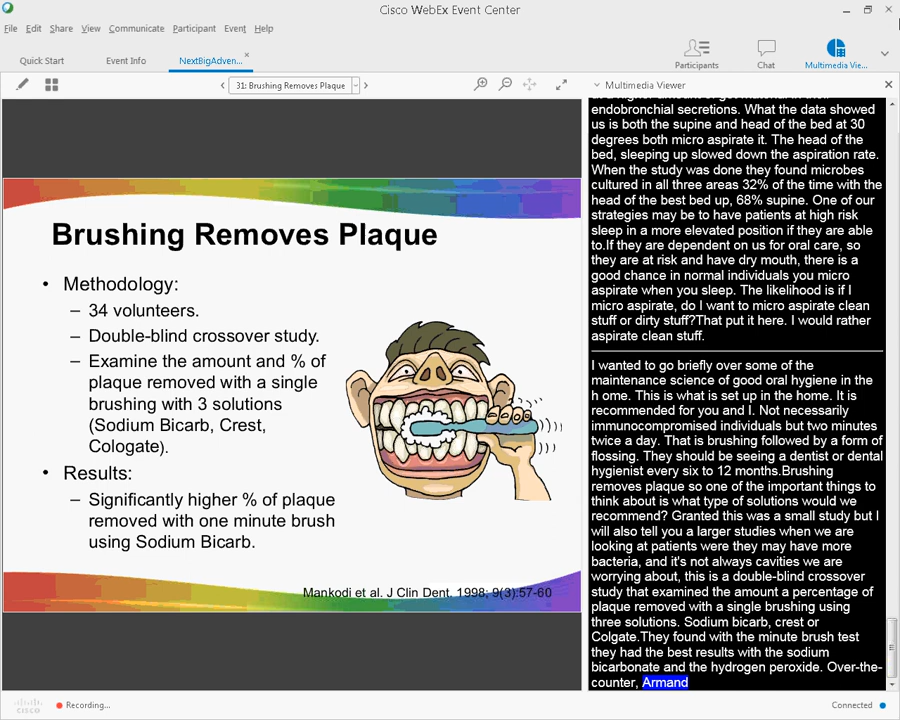 Cisco WebEx Event Center
File Edit Share View Communicate Participant Event Help
Quick Start Event Info NextBigAdven...
Participants Chat Multimedia Vie...
31: Brushing Removes Plaque
Multimedia Viewer
Brushing Removes Plaque
• Methodology:
– 34 volunteers.
– Double-blind crossover study.
– Examine the amount and % of
plaque removed with a single
brushing with 3 solutions
(Sodium Bicarb, Crest,
Cologate).
• Results:
– Significantly higher % of plaque
removed with one minute brush
using Sodium Bicarb.
Mankodi et al. J Clin Dent. 1998; 9(3):57-60
endobronchial secretions. What the data showed
us is both the supine and head of the bed at 30
degrees both micro aspirate it. The head of the
bed, sleeping up slowed down the aspiration rate.
When the study was done they found microbes
cultured in all three areas 32% of the time with the
head of the best bed up, 68% supine. One of our
strategies may be to have patients at high risk
sleep in a more elevated position if they are able
to.If they are dependent on us for oral care, so
they are at risk and have dry mouth, there is a
good chance in normal individuals you micro
aspirate when you sleep. The likelihood is if I
micro aspirate, do I want to micro aspirate clean
stuff or dirty stuff?That put it here. I would rather
aspirate clean stuff.
I wanted to go briefly over some of the
maintenance science of good oral hygiene in the
h ome. This is what is set up in the home. It is
recommended for you and I. Not necessarily
immunocompromised individuals but two minutes
twice a day. That is brushing followed by a form of
flossing. They should be seeing a dentist or dental
hygienist every six to 12 months.Brushing
removes plaque so one of the important things to
think about is what type of solutions would we
recommend? Granted this was a small study but I
will also tell you a larger studies when we are
looking at patients were they may have more
bacteria, and it's not always cavities we are
worrying about, this is a double-blind crossover
study that examined the amount a percentage of
plaque removed with a single brushing using
three solutions. Sodium bicarb, crest or
Colgate.They found with the minute brush test
they had the best results with the sodium
bicarbonate and the hydrogen peroxide. Over-the-
counter, Armand
cisco Recording... Connected